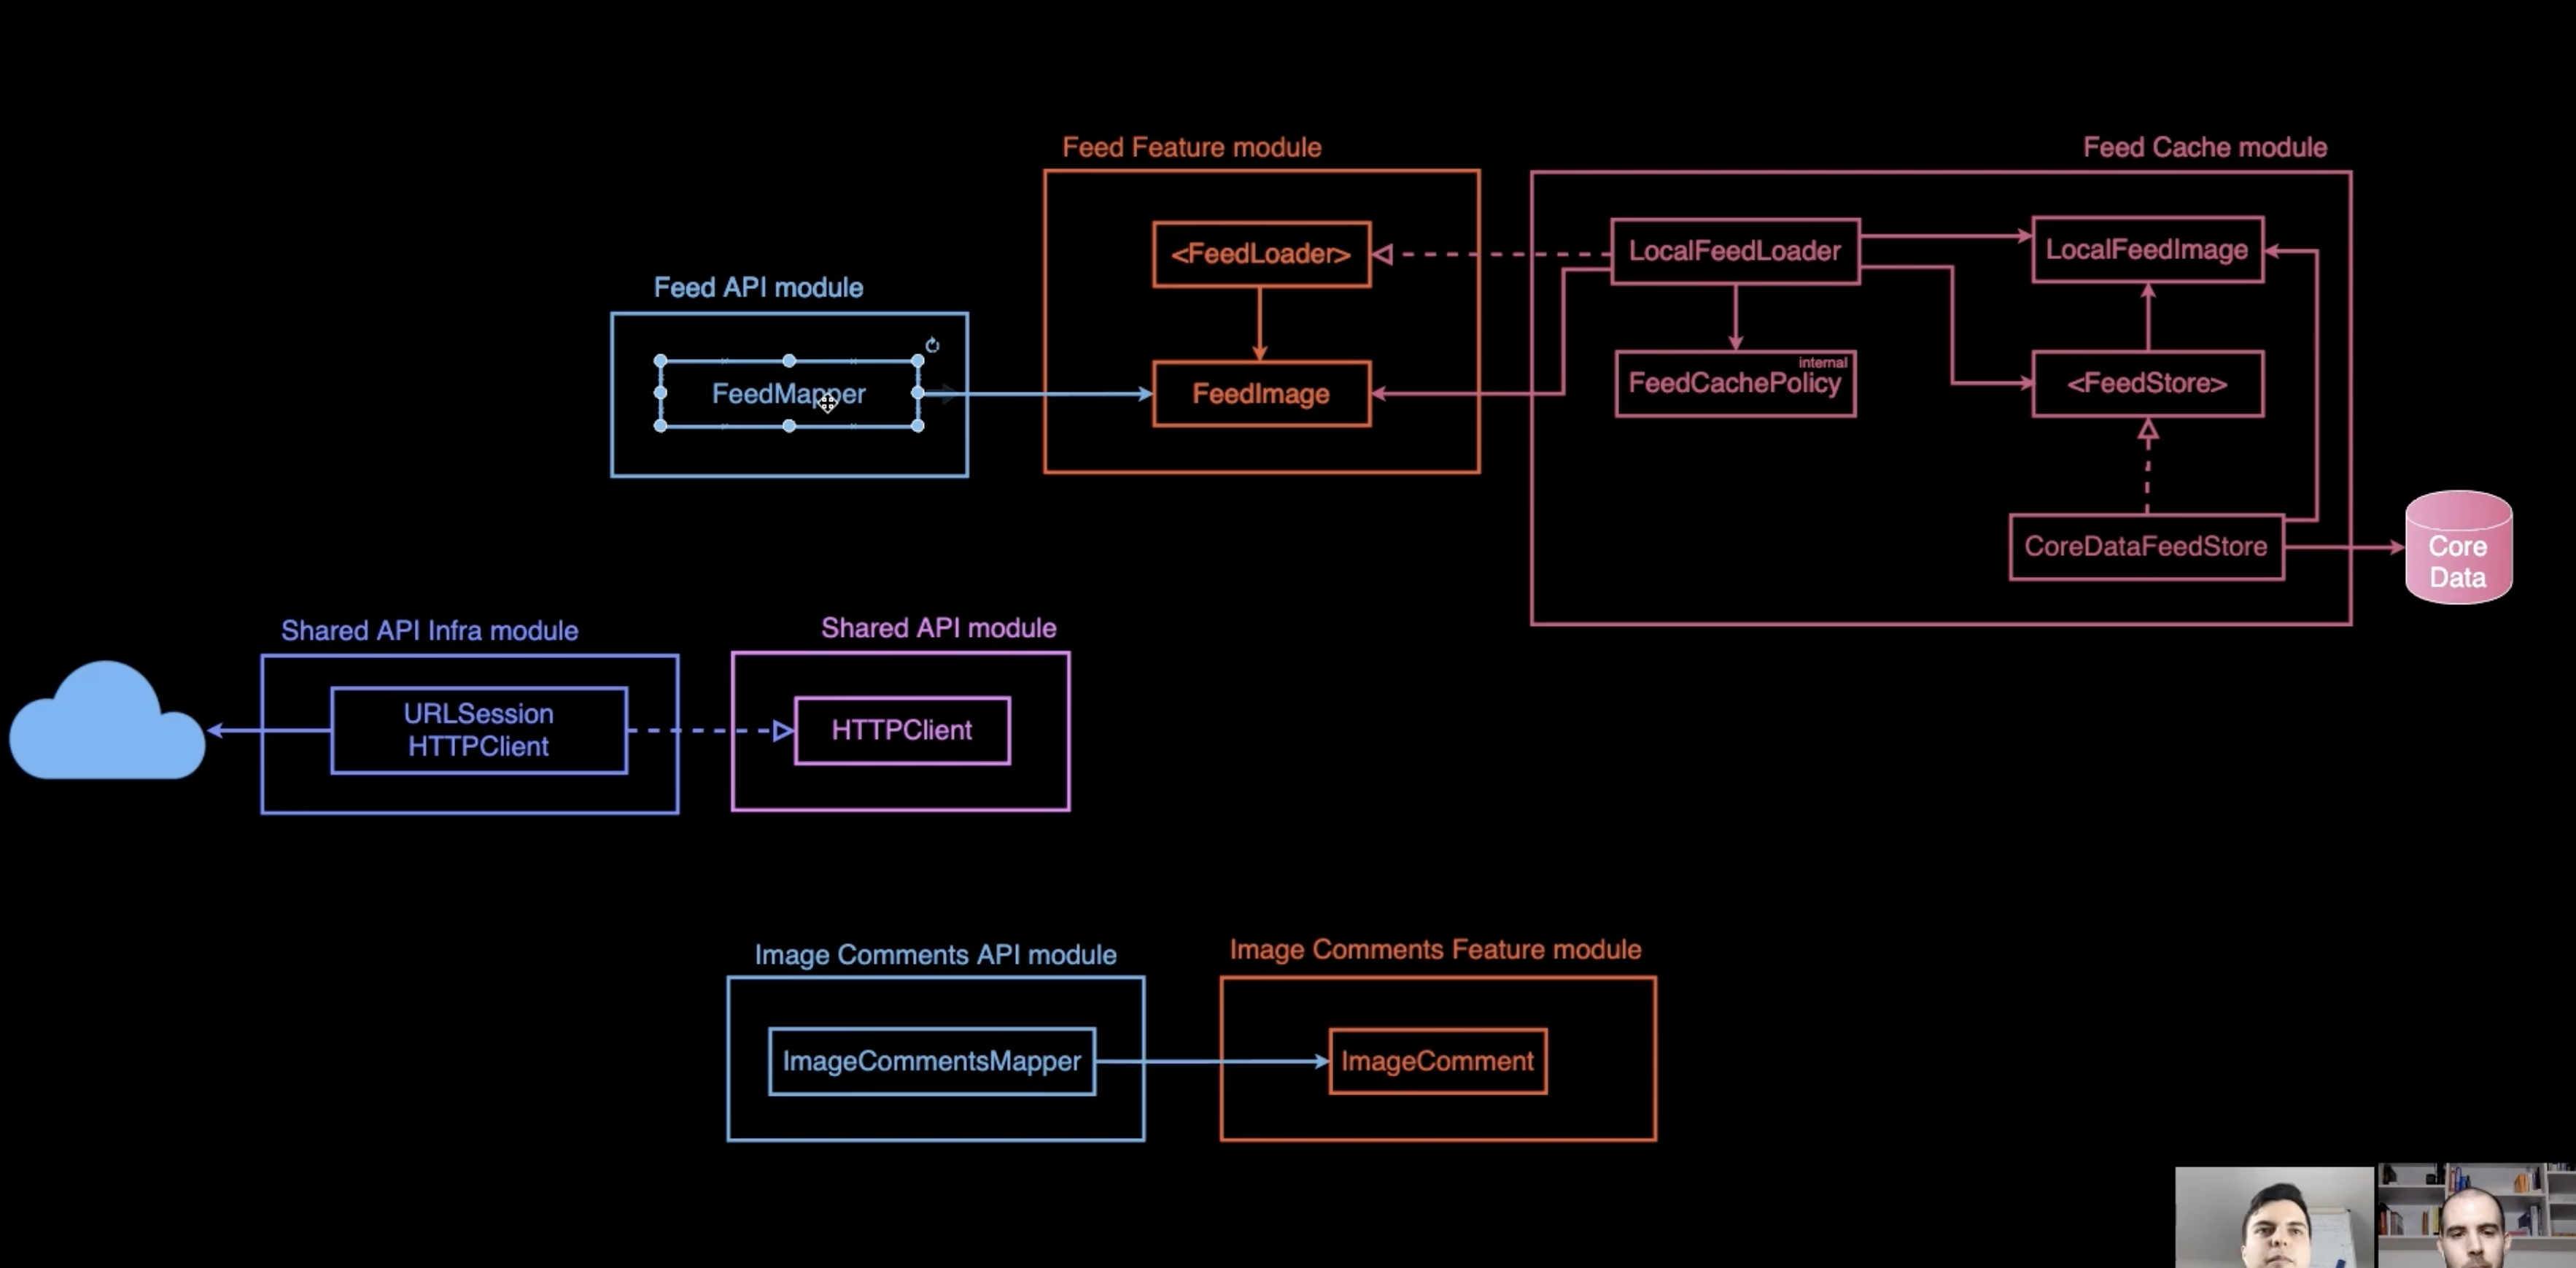 Feed Feature module
Feed Cache module
<FeedLoader>
LocalFeedLoader
LocalFeedImage
Feed API module
FeedMapper
FeedImage
internal
FeedCachePolicy
<FeedStore>
CoreDataFeedStore
Core
Data
Shared API Infra module
Shared API module
URLSession
HTTPClient
HTTPClient
Image Comments API module
Image Comments Feature module
ImageCommentsMapper
ImageComment